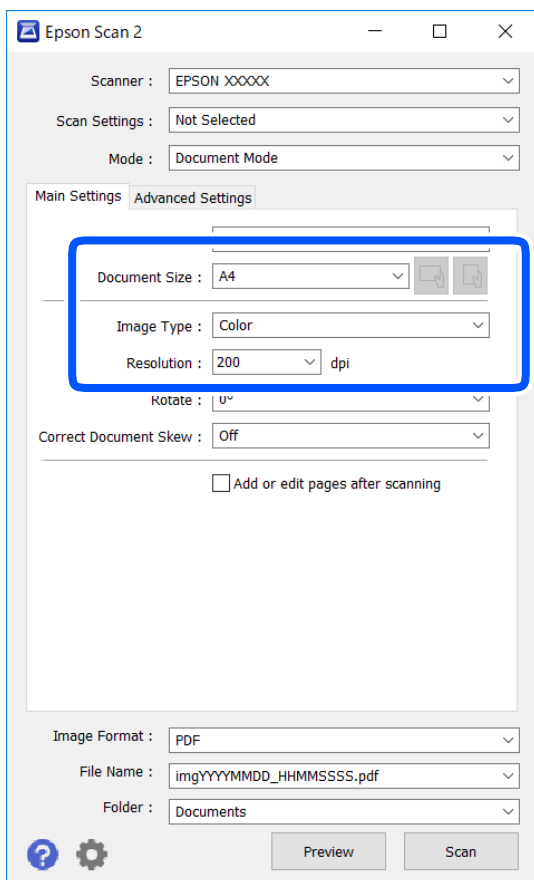 Epson Scan 2
Scanner : EPSON XXXXX
Scan Settings : Not Selected
Mode : Document Mode
Main Settings Advanced Settings
Document Size : A4
Image Type : Color
Resolution : 200 dpi
Rotate : 0°
Correct Document Skew : Off
Add or edit pages after scanning
Image Format : PDF
File Name : imgYYYYMMDD_HHMMSSSS.pdf
Folder : Documents
? Preview Scan